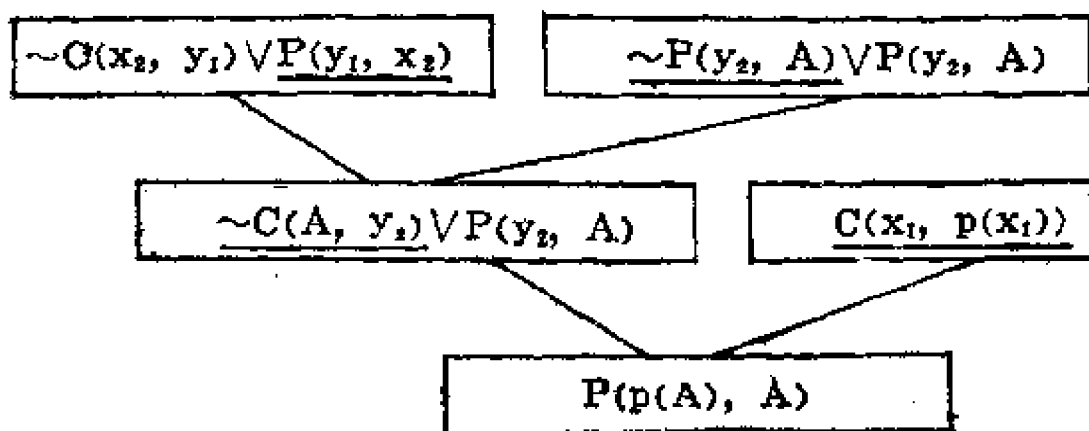 ~C(x₂, y₁)∨P(y₁, x₂)
~P(y₂, A)∨P(y₂, A)
~C(A, y₂)∨P(y₂, A)
C(x₁, p(x₁))
P(p(A), A)